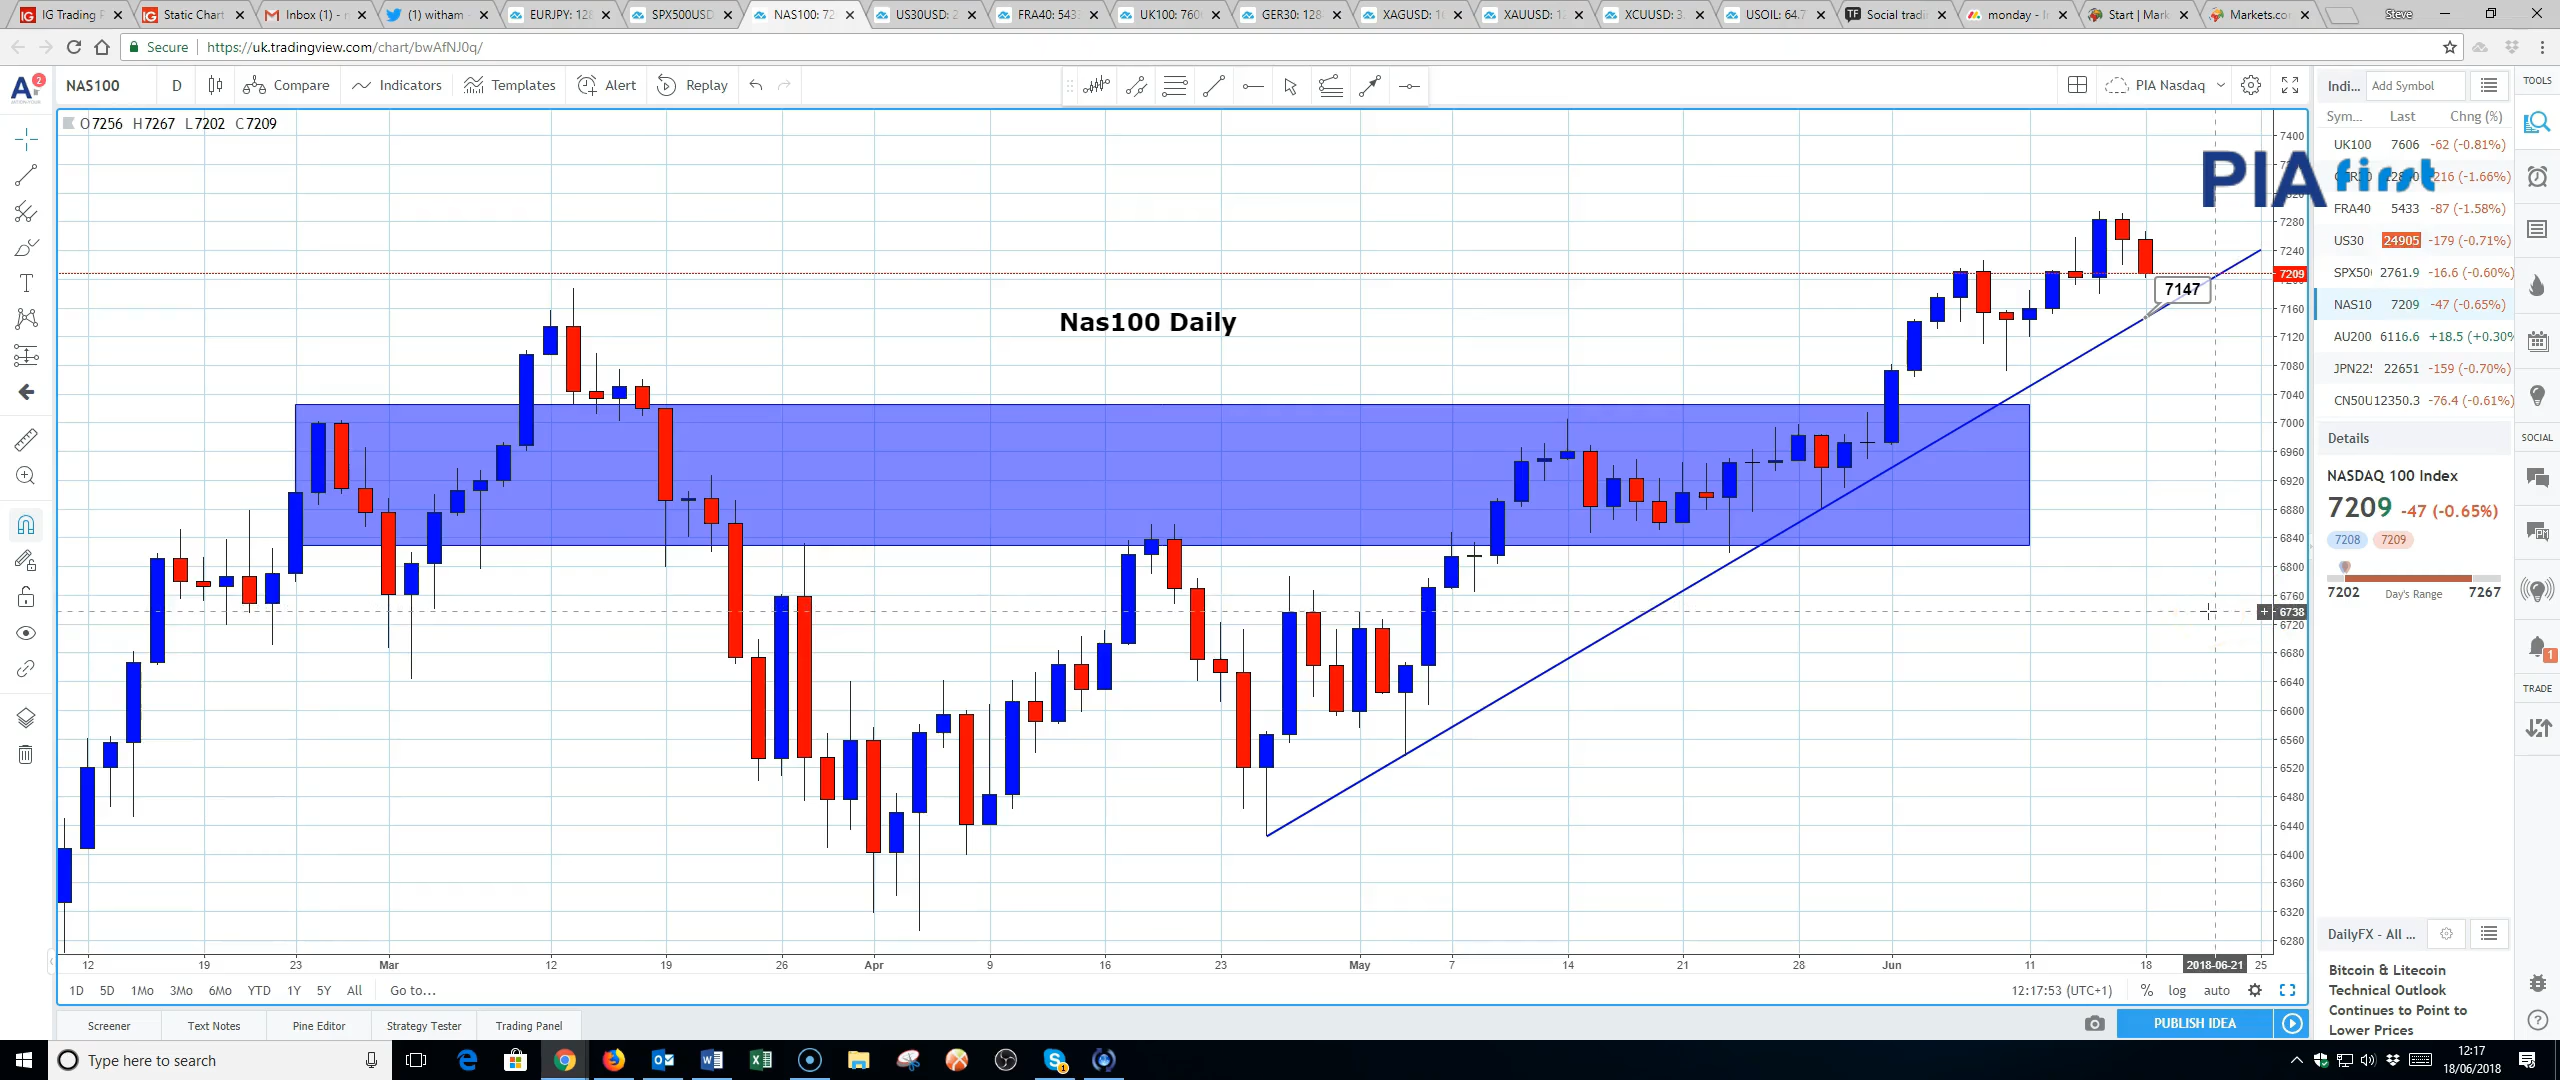 IG Trading P
Static Chart
Inbox (1) - r
(1) witham -
EURJPY: 128
SPX500USD
NAS100: 72
US30USD: 2
FRA40: 543
UK100: 760
GER30: 128
XAGUSD: 1
XAUUSD: 12
XCUUSD: 3.
USOIL: 64.7
Social tradi
monday - I
Start | Mark
Markets.co
Steve
Secure
https://uk.tradingview.com/chart/bwAfNJ0q/
2
NAS100
D
Compare
Indicators
Templates
Alert
Replay
PIA Nasdaq
Indi...
Add Symbol
TOOLS
O7256 H7267 L7202 C7209
Sym... Last Chng (%)
UK100 7606 -62 (-0.81%)
216 (-1.66%)
FRA40 5433 -87 (-1.58%)
US30 24905 -179 (-0.71%)
SPX50 2761.9 -16.6 (-0.60%)
NAS10 7209 -47 (-0.65%)
AU200 6116.6 +18.5 (+0.30%
JPN22 22651 -159 (-0.70%)
CN50U 12350.3 -76.4 (-0.61%)
PIA first
Nas100 Daily
7147
7400
7280
7240
7209
7160
7120
7080
7040
7000
6960
6920
6880
6840
6800
6760
6738
6720
6680
6640
6600
6560
6520
6480
6440
6400
6360
6320
6280
Details
SOCIAL
NASDAQ 100 Index
7209 -47 (-0.65%)
7208 7209
7202 Day's Range 7267
1
TRADE
DailyFX - All ...
Bitcoin & Litecoin
Technical Outlook
Continues to Point to
Lower Prices
12 19 23 Mar 12 19 26 Apr 9 16 23 May 7 14 21 28 Jun 11 18 2018-06-21 25
1D 5D 1Mo 3Mo 6Mo YTD 1Y 5Y All Go to...
12:17:53 (UTC+1) % log auto
Screener
Text Notes
Pine Editor
Strategy Tester
Trading Panel
PUBLISH IDEA
Type here to search
12:17
18/06/2018